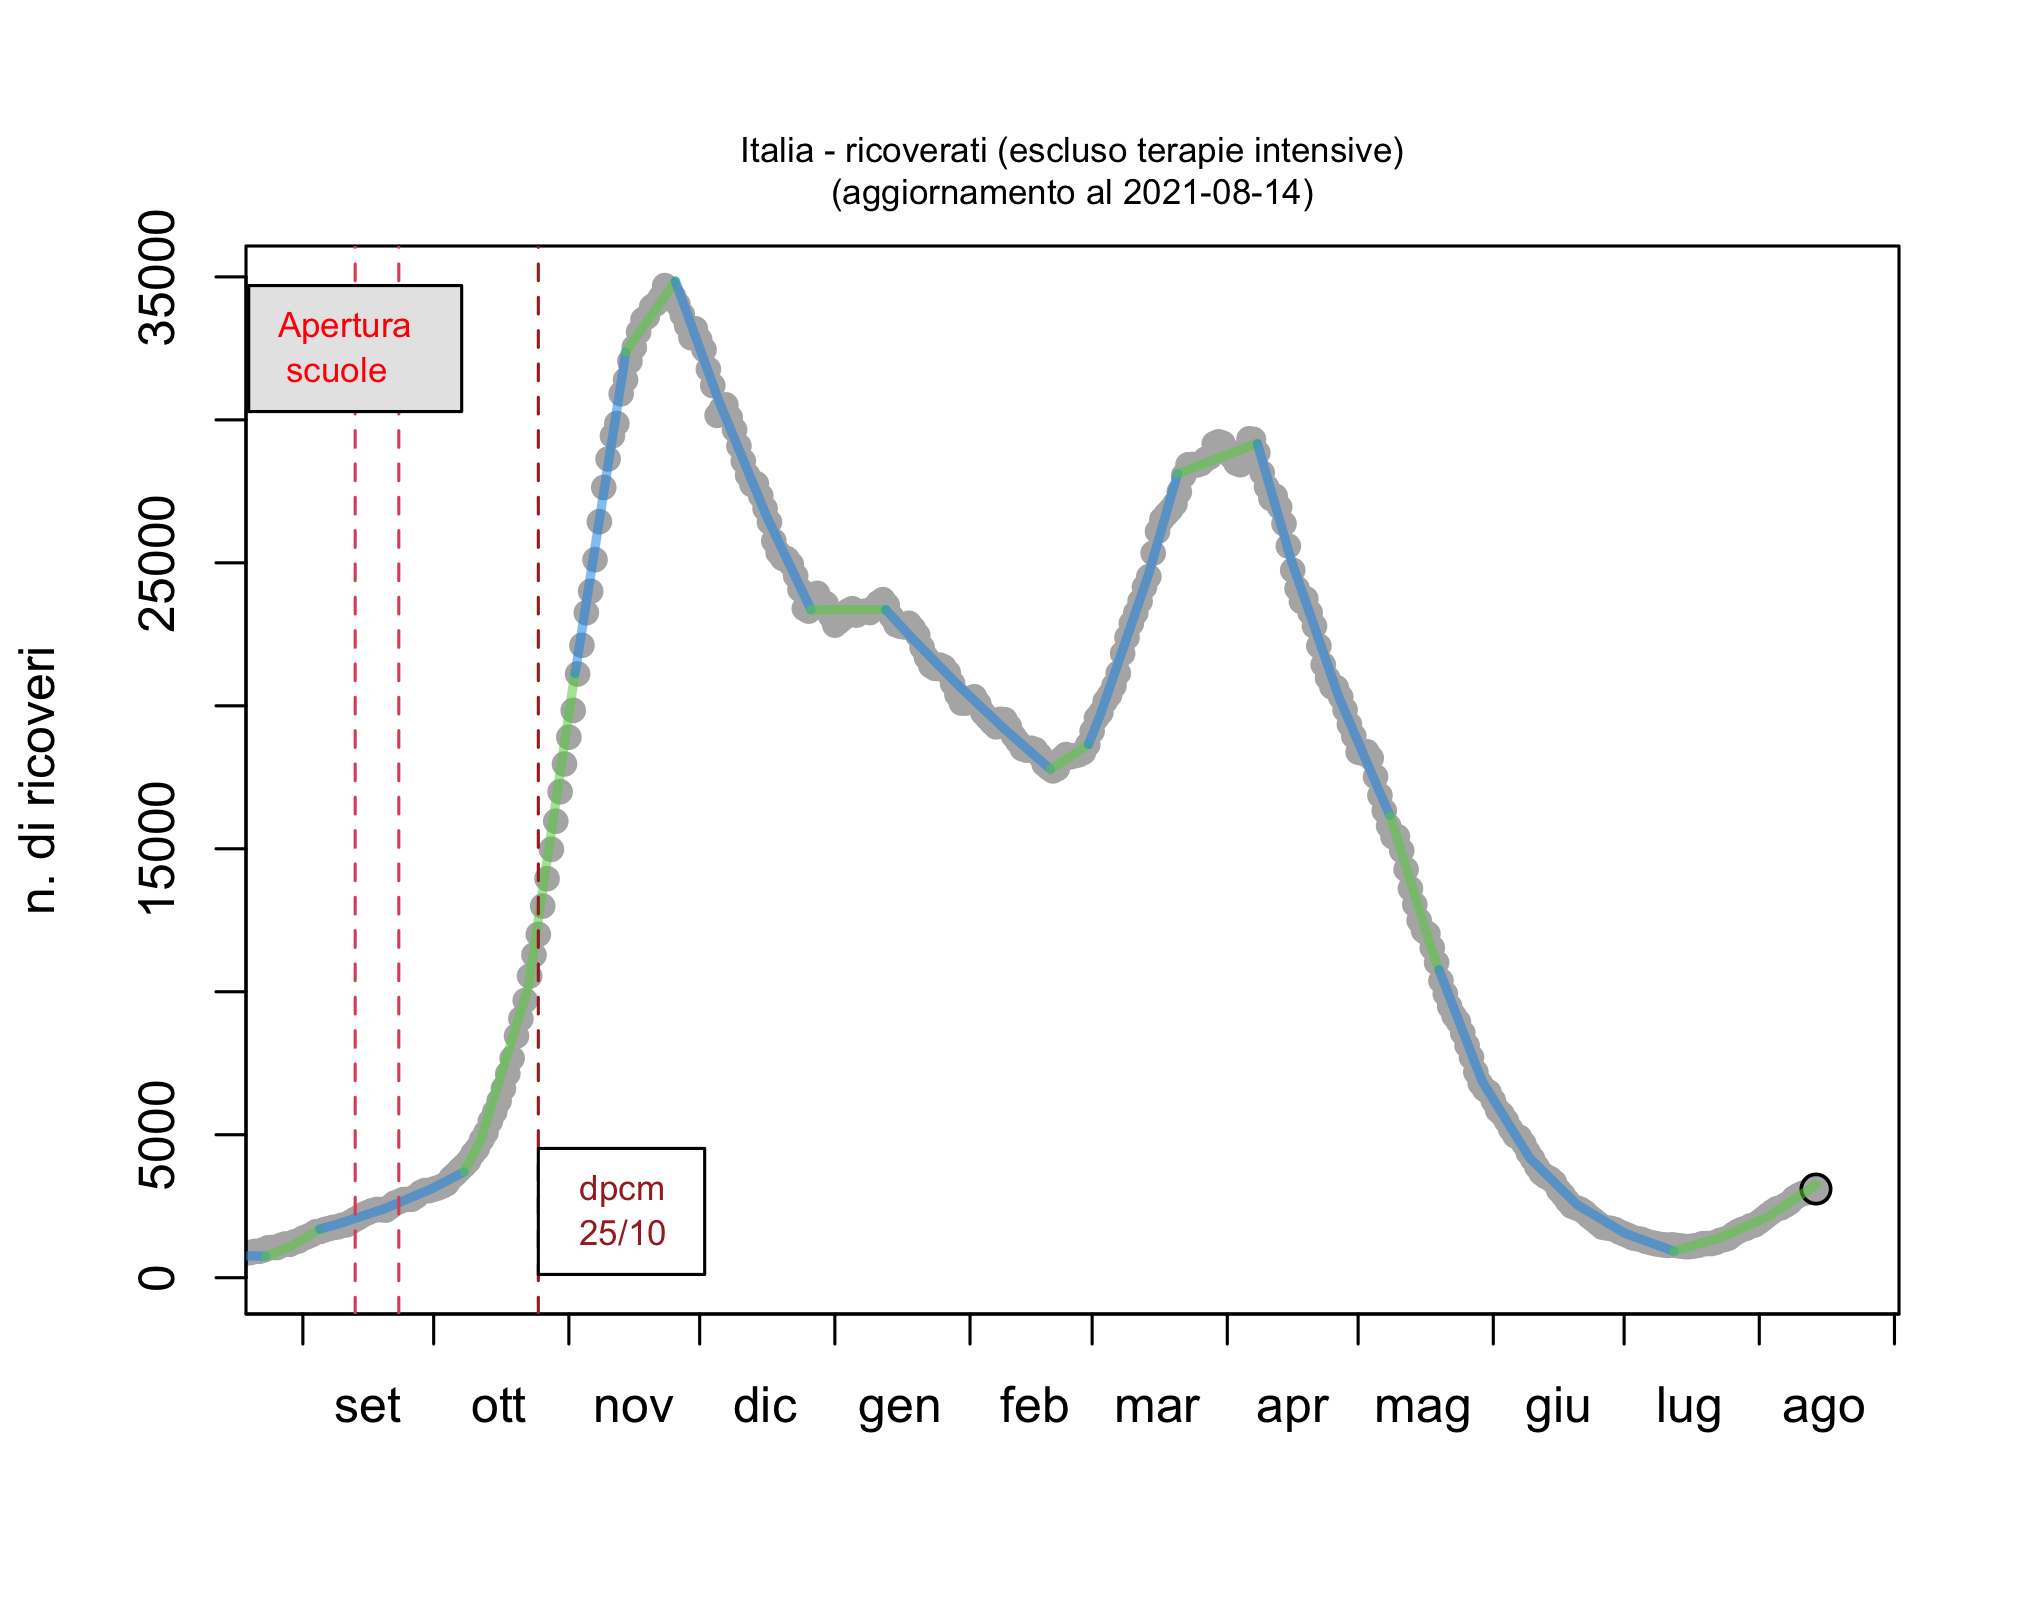 Italia - ricoverati (escluso terapie intensive)
(aggiornamento al 2021-08-14)
n. di ricoveri
35000
25000
15000
5000
0
Apertura
scuole
dpcm
25/10
set ott nov dic gen feb mar apr mag giu lug ago